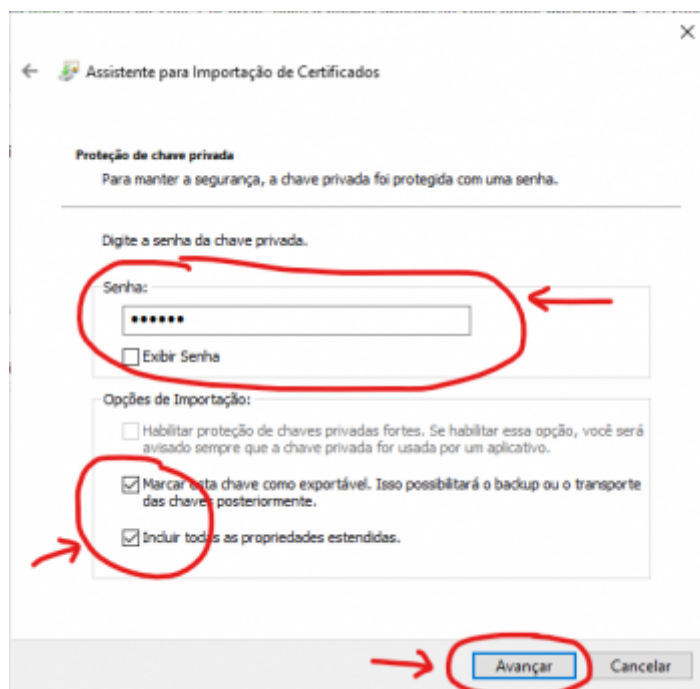 Assistente para Importação de Certificados
Proteção de chave privada
Para manter a segurança, a chave privada foi protegida com uma senha.
Digite a senha da chave privada.
Senha:
••••••
Exibir Senha
Opções de Importação:
Habilitar proteção de chaves privadas fortes. Se habilitar essa opção, você será
avisado sempre que a chave privada for usada por um aplicativo.
Marcar esta chave como exportável. Isso possibilitará o backup ou o transporte
das chaves posteriormente.
Incluir todas as propriedades estendidas.
Avançar
Cancelar